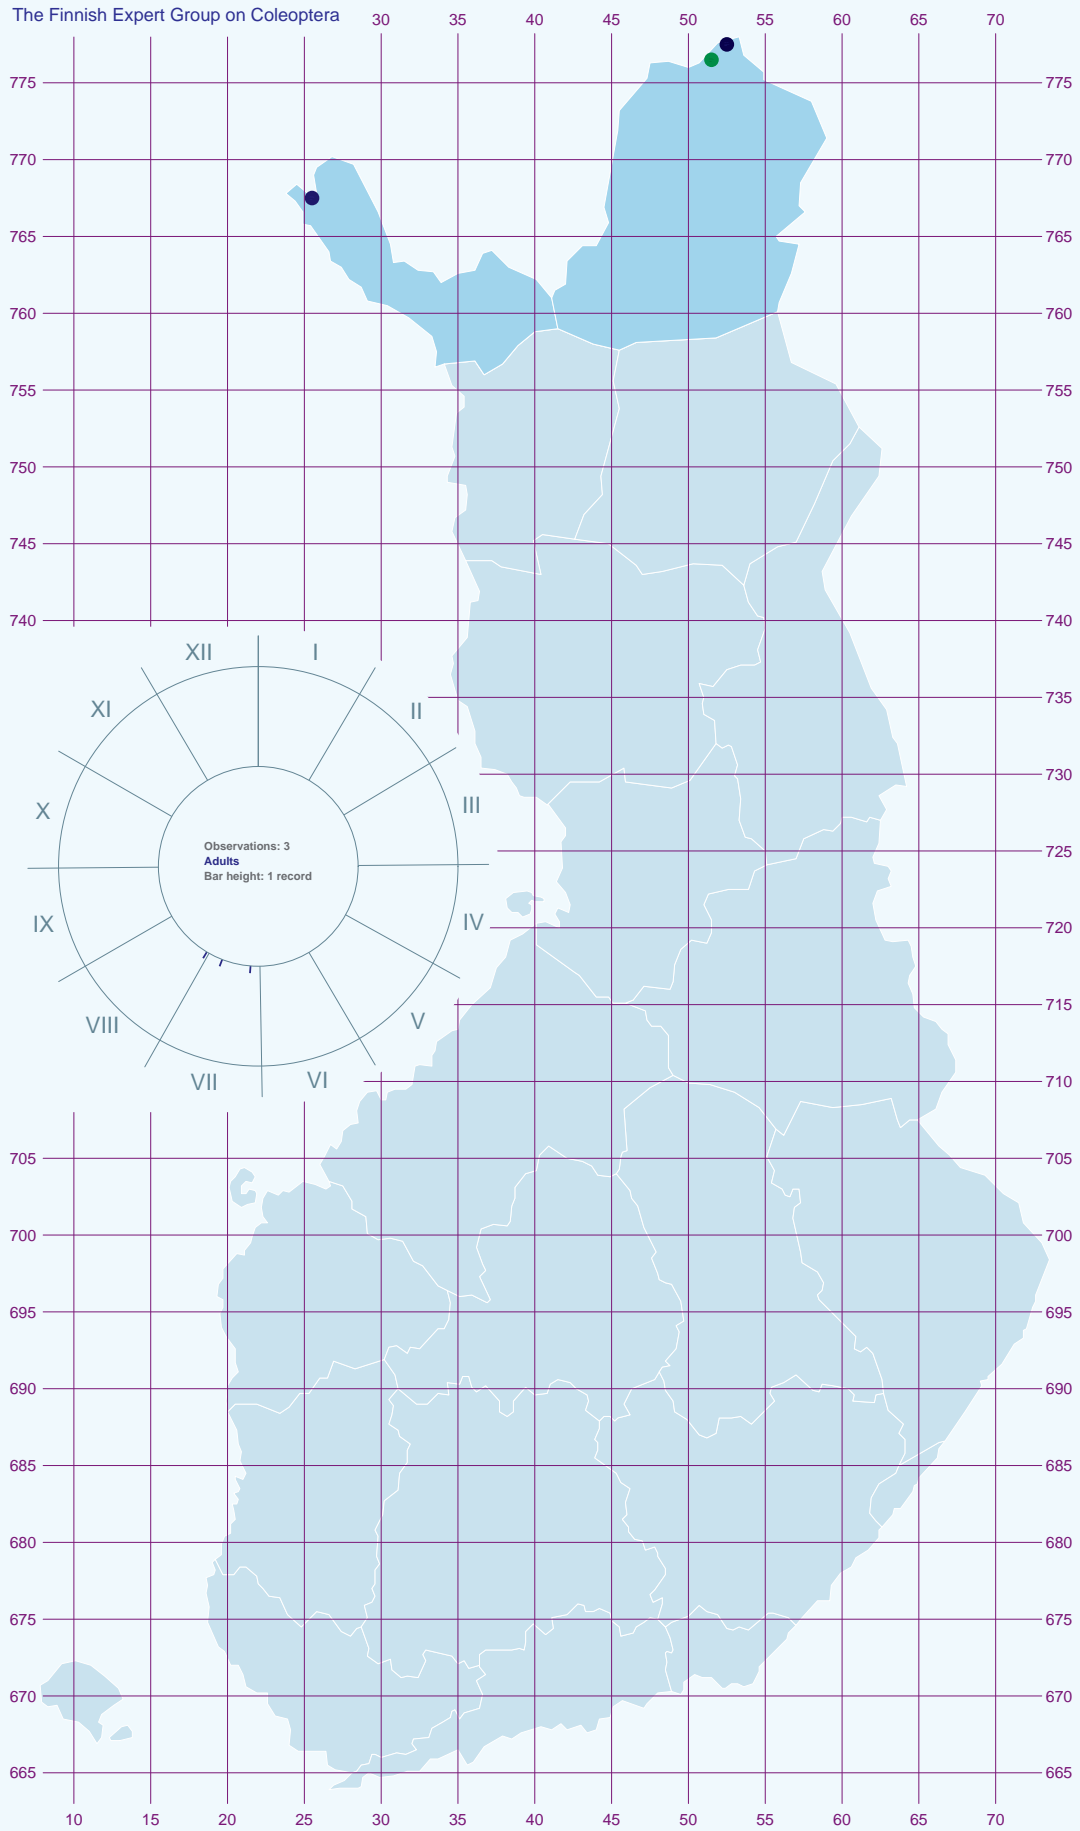 The Finnish Expert Group on Coleoptera
30 35 40 45 50 55 60 65 70
775 775
770 770
765 765
760 760
755 755
750 750
745 745
740 740
XII I
735
XI II
730
X III
725
Observations: 3
Adults
Bar height: 1 record
IX IV 720
715
VIII V
VII VI 710
705 705
700 700
695 695
690 690
685 685
680 680
675 675
670 670
665 665
10 15 20 25 30 35 40 45 50 55 60 65 70